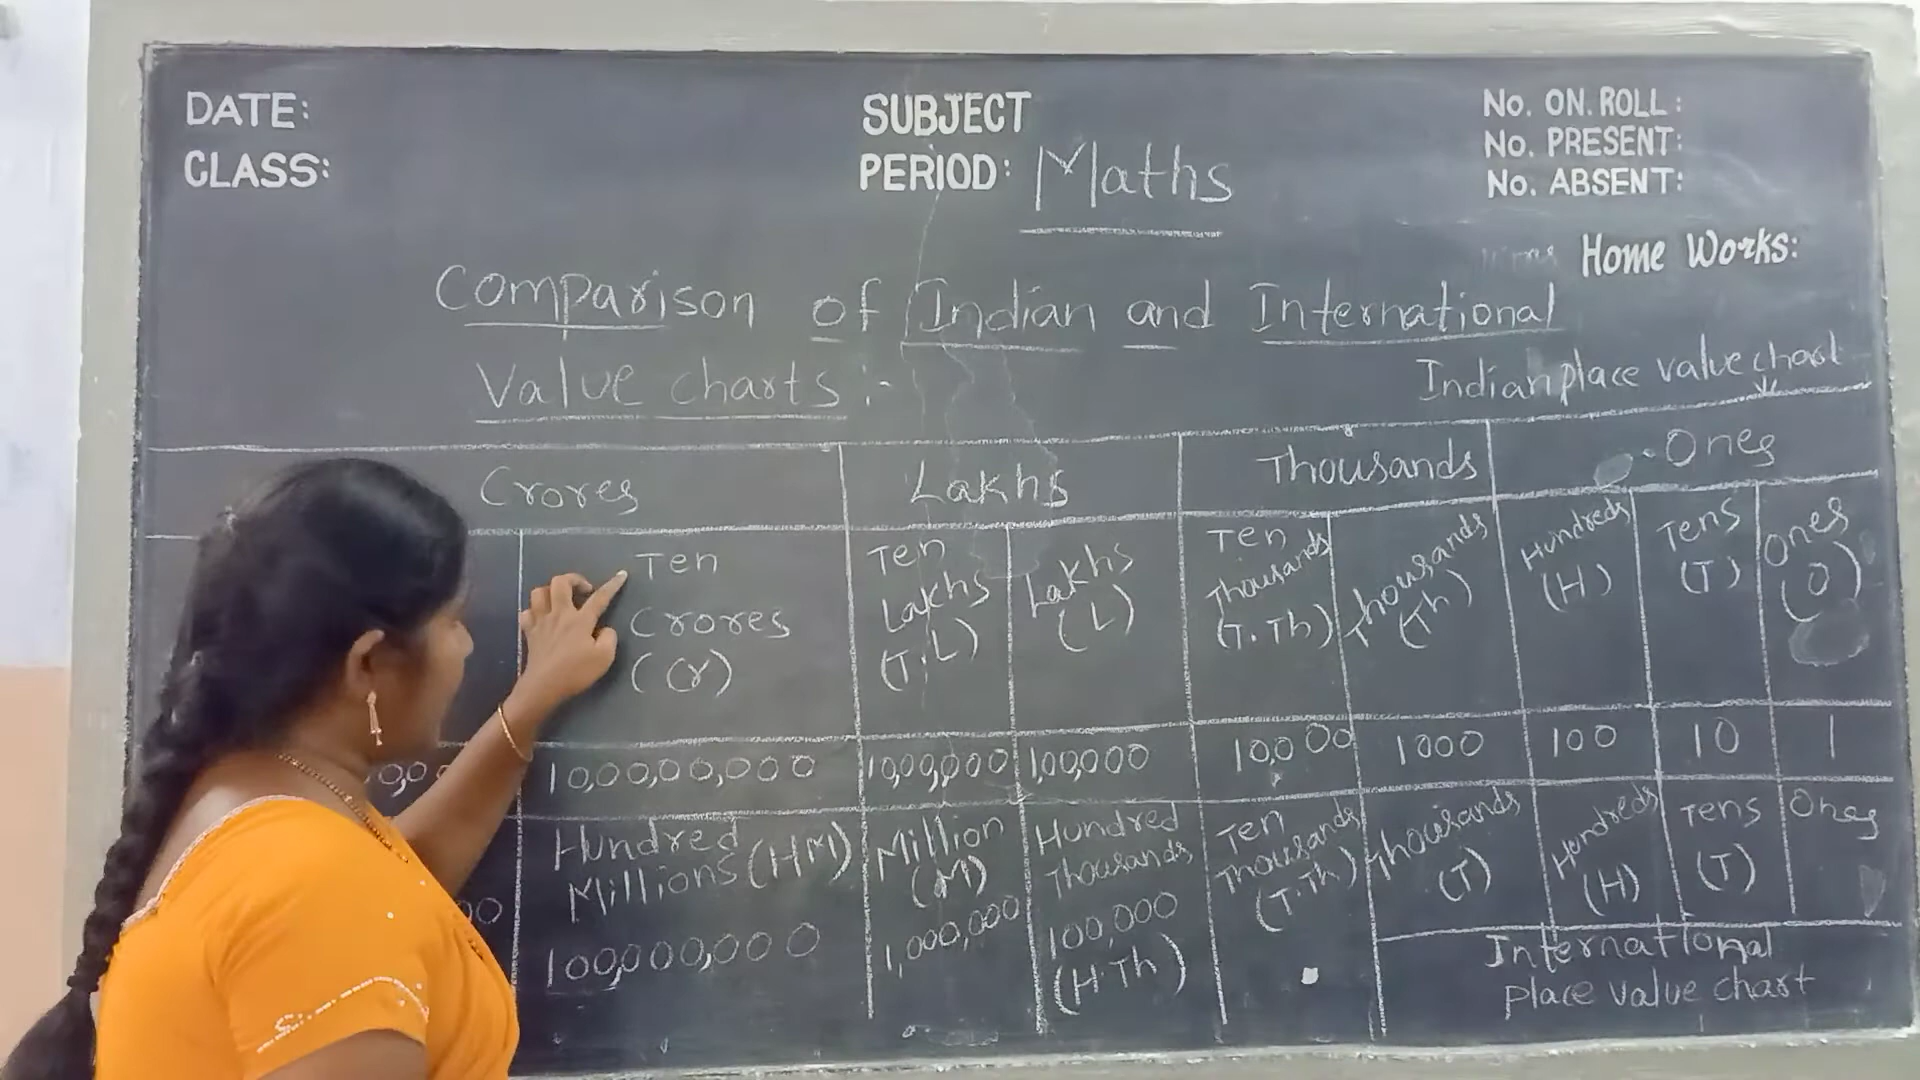 DATE:
CLASS:
SUBJECT
PERIOD: Maths
No. ON. ROLL:
No. PRESENT:
No. ABSENT:
Home Works:
Comparison of Indian and International
Value charts :-
Indian place value chart
Crores Lakhs Thousands Ones
Ten Crores (Cr)
Ten Lakhs (T.L)
Lakhs (L)
Ten Thousands (T.Th)
Thousands (Th)
Hundreds (H)
Tens (T)
Ones (O)
10,00,00,000 10,00,000 1,00,000 10,000 1000 100 10 1
Hundred Millions (HM)
100,000,000
Million (M)
1,000,000
Hundred Thousands
100,000
(H.Th)
Ten Thousands (T.Th)
Thousands (T)
Hundreds (H)
Tens (T)
Ones
International
place value chart